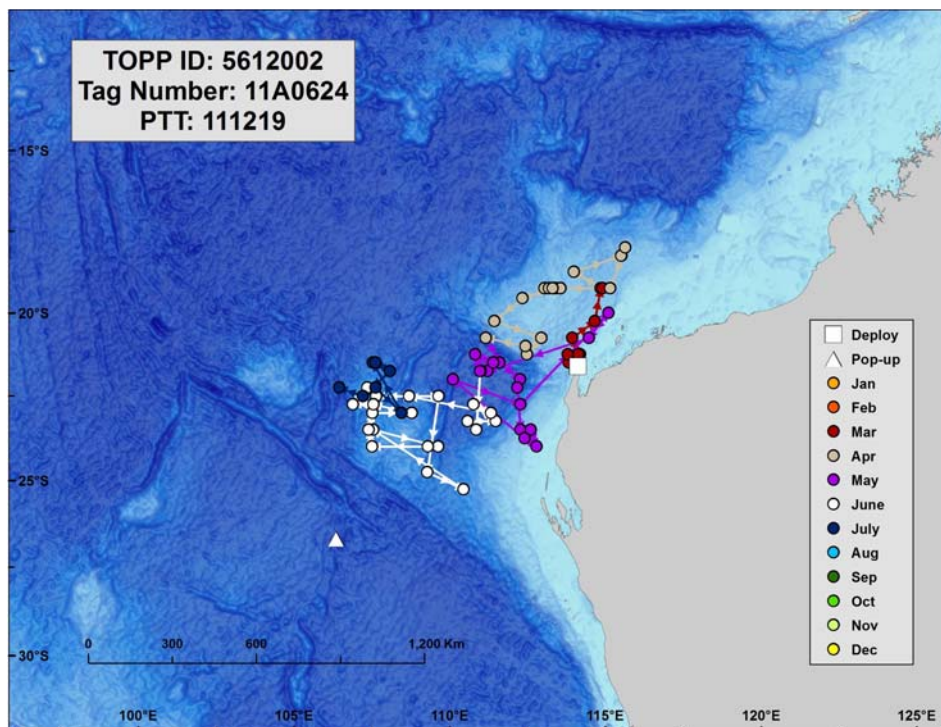 TOPP ID: 5612002
Tag Number: 11A0624
PTT: 111219
15°S
20°S
25°S
30°S
Deploy
Pop-up
Jan
Feb
Mar
Apr
May
June
July
Aug
Sep
Oct
Nov
Dec
0 300 600 1,200 Km
100°E 105°E 110°E 115°E 120°E 125°E